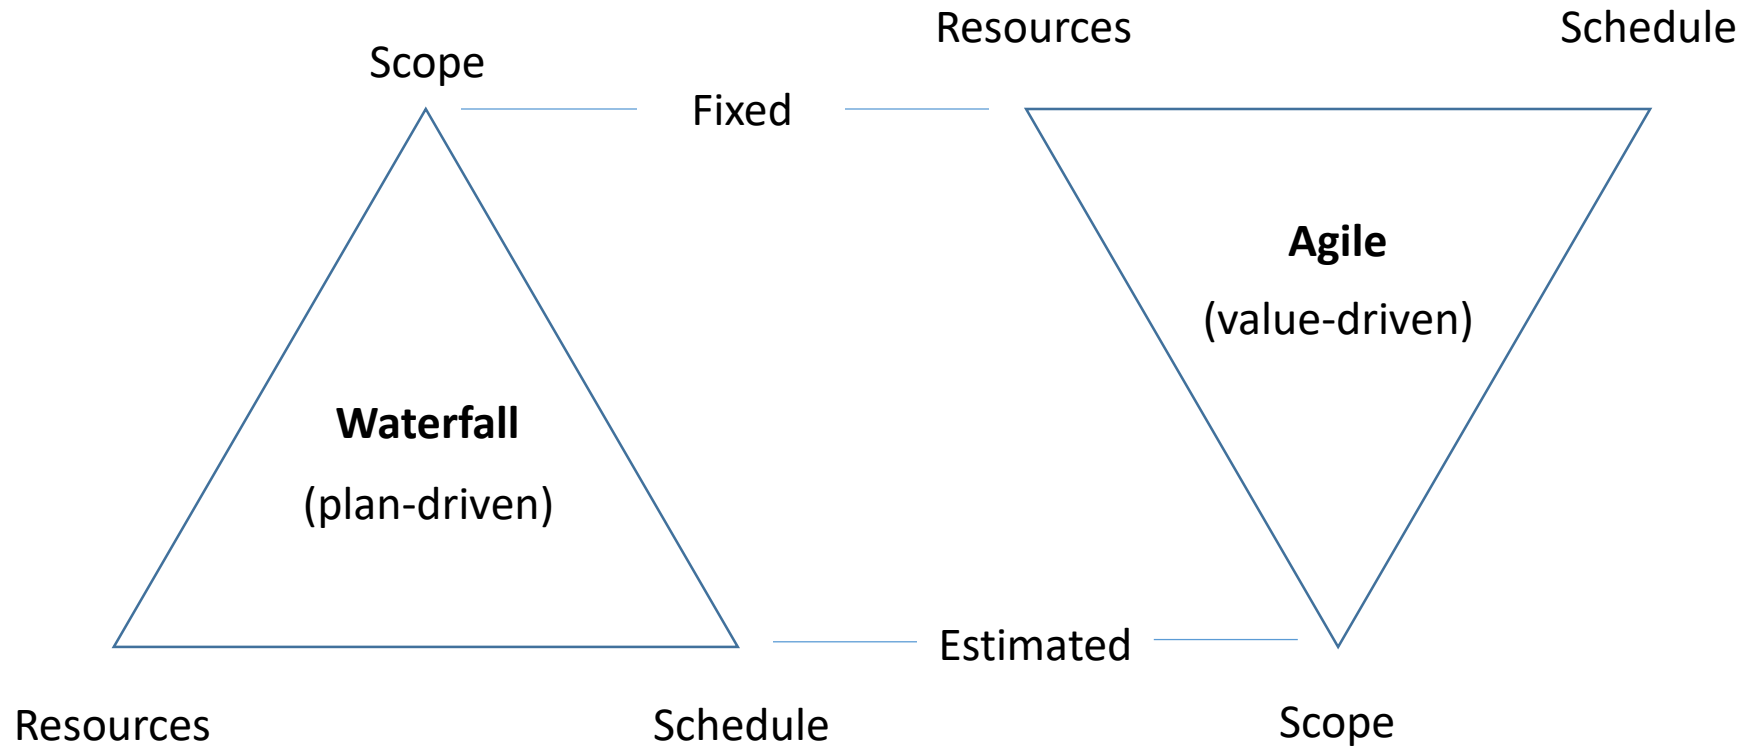 Resources
Schedule
Scope
Fixed
Agile
(value-driven)
Waterfall
(plan-driven)
Estimated
Resources
Schedule
Scope